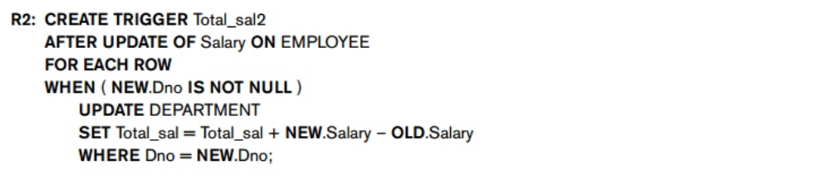 R2: CREATE TRIGGER Total_sal2
AFTER UPDATE OF Salary ON EMPLOYEE
FOR EACH ROW
WHEN ( NEW.Dno IS NOT NULL )
UPDATE DEPARTMENT
SET Total_sal = Total_sal + NEW.Salary – OLD.Salary
WHERE Dno = NEW.Dno;